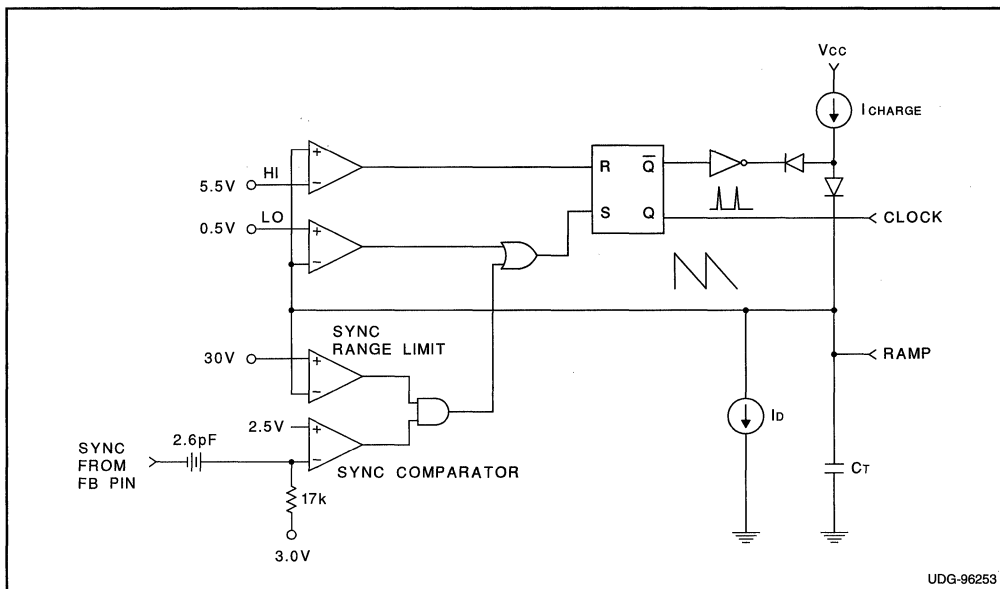 VCC
I CHARGE
HI
5.5V
LO
0.5V
R
Q
S
Q
CLOCK
SYNC
RANGE LIMIT
30V
RAMP
2.5V
2.6pF
SYNC
FROM
FB PIN
SYNC COMPARATOR
ID
CT
17k
3.0V
+
-
+
-
+
-
+
-
UDG-96253